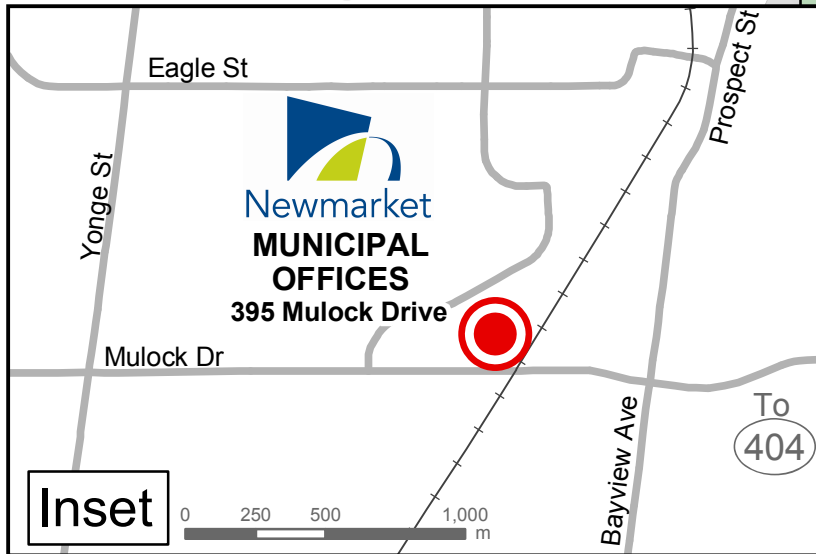 Eagle St
Prospect St
Yonge St
Newmarket
MUNICIPAL
OFFICES
395 Mulock Drive
Mulock Dr
Bayview Ave
To
404
Inset
0 250 500 1,000
m